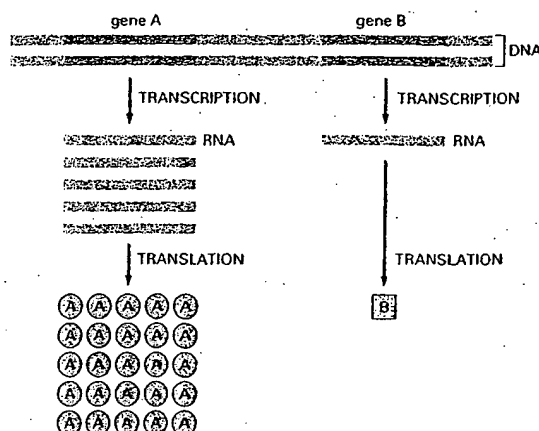 gene A gene B
DNA
TRANSCRIPTION TRANSCRIPTION
RNA RNA
TRANSLATION TRANSLATION
A A A A A B
A A A A A
A A A A A
A A A A A
A A A A A